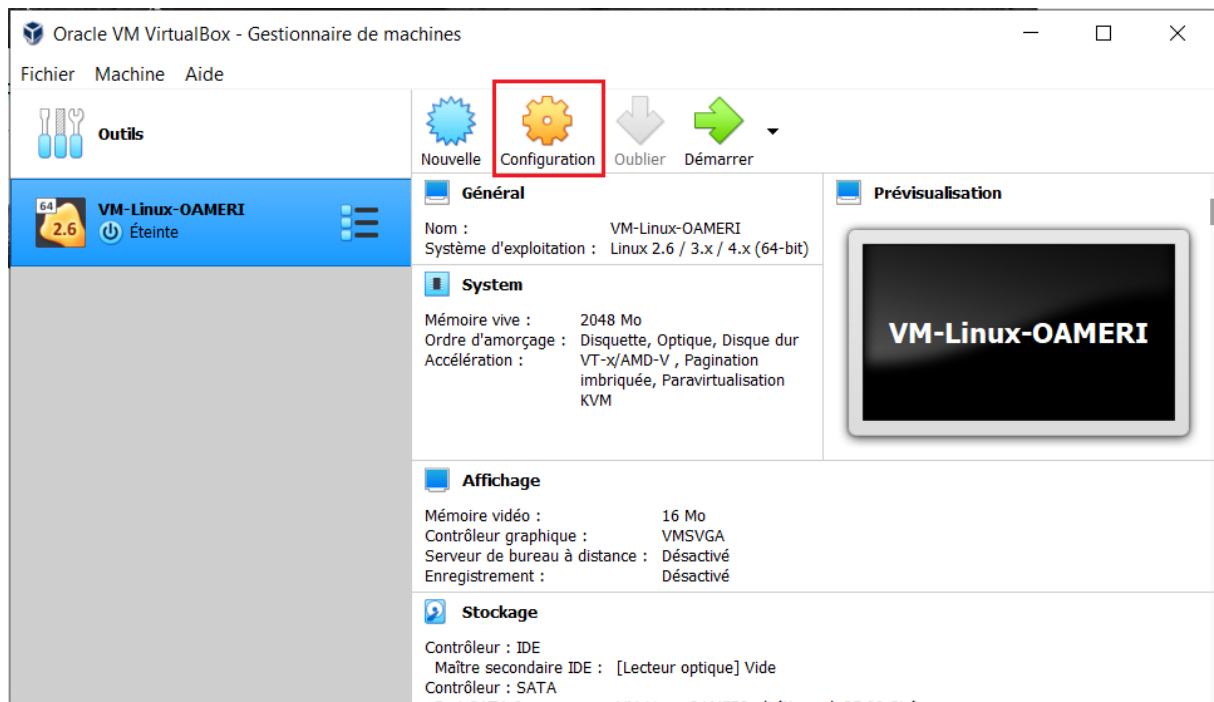 Oracle VM VirtualBox - Gestionnaire de machines
Fichier Machine Aide
Outils
Nouvelle Configuration Oublier Démarrer
64
2.6
VM-Linux-OAMERI
Éteinte
Général
Nom : VM-Linux-OAMERI
Système d'exploitation : Linux 2.6 / 3.x / 4.x (64-bit)
Prévisualisation
VM-Linux-OAMERI
System
Mémoire vive : 2048 Mo
Ordre d'amorçage : Disquette, Optique, Disque dur
Accélération : VT-x/AMD-V , Pagination
imbriquée, Paravirtualisation
KVM
Affichage
Mémoire vidéo : 16 Mo
Contrôleur graphique : VMSVGA
Serveur de bureau à distance : Désactivé
Enregistrement : Désactivé
Stockage
Contrôleur : IDE
Maître secondaire IDE : [Lecteur optique] Vide
Contrôleur : SATA